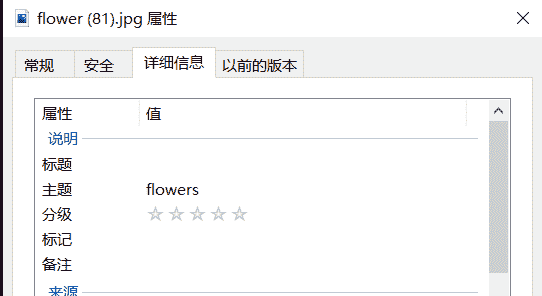 flower (81).jpg 属性
常规 安全 详细信息 以前的版本
属性 值
说明
标题
主题 flowers
分级
标记
备注
来源